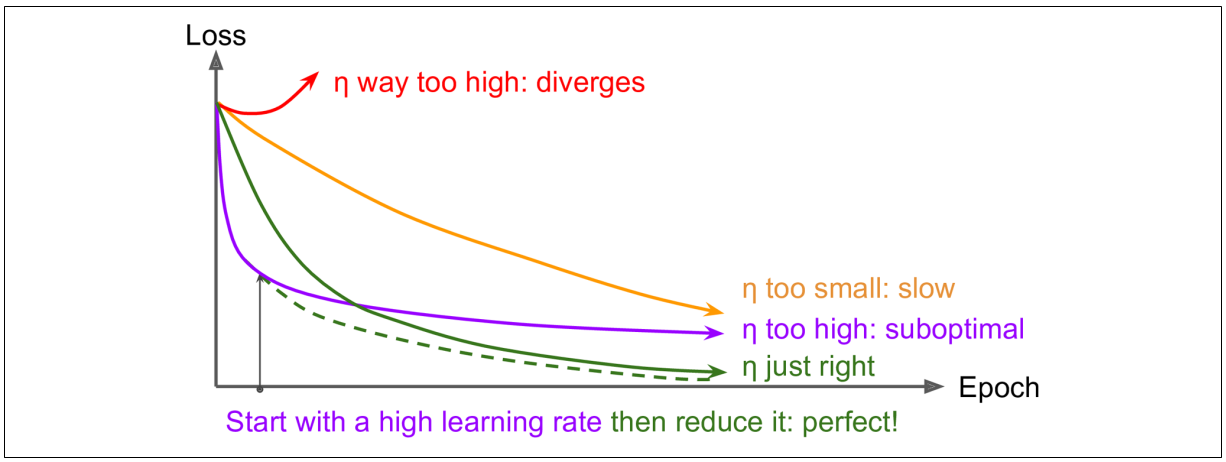 Loss
η way too high: diverges
η too small: slow
η too high: suboptimal
η just right
Epoch
Start with a high learning rate then reduce it: perfect!